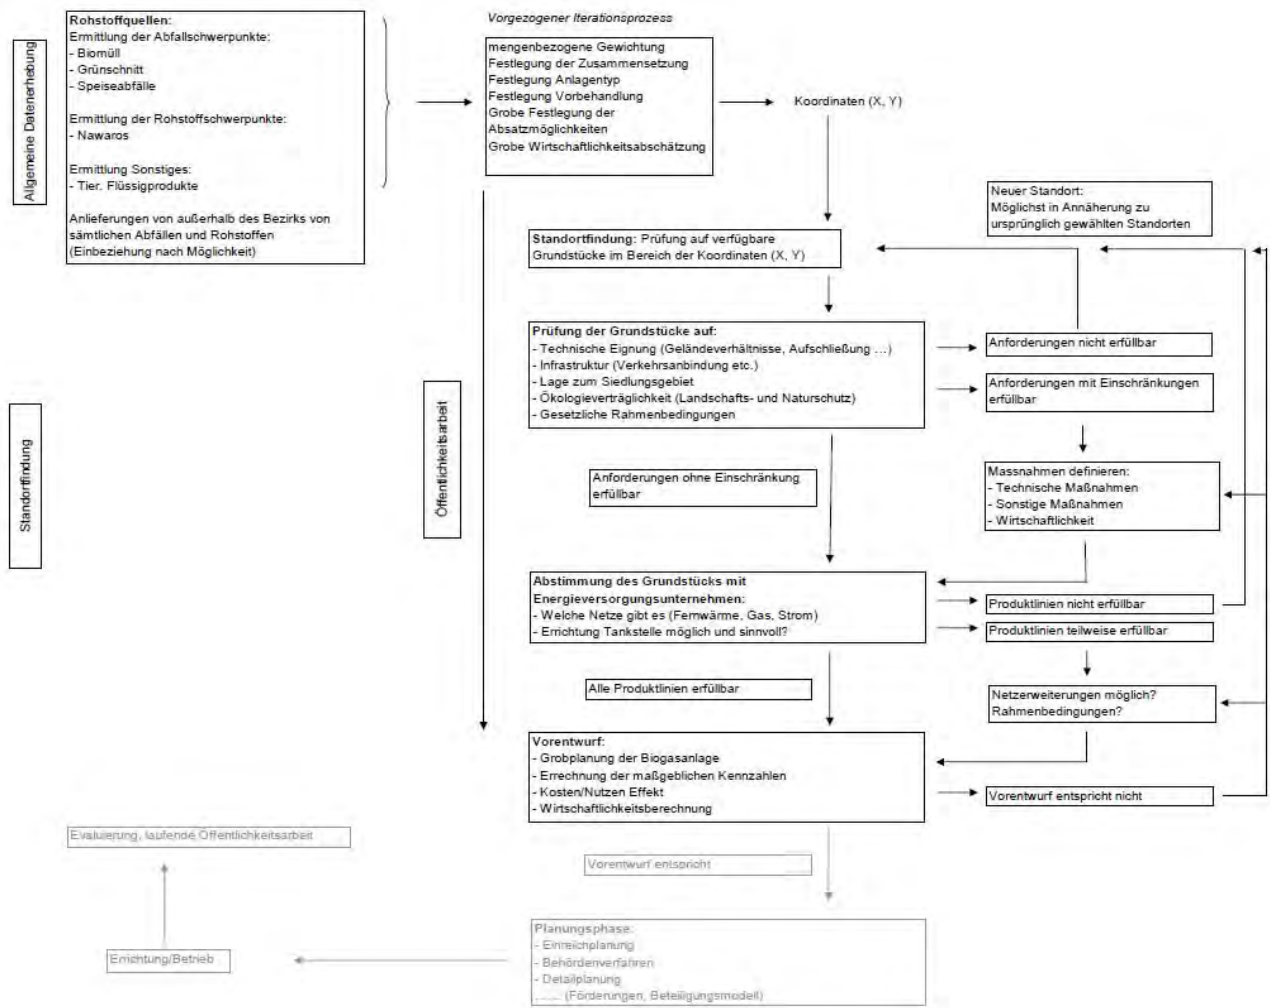 Allgemeine Datenerhebung
Rohstoffquellen:
Ermittlung der Abfallschwerpunkte:
- Biomüll
- Grünschnitt
- Speiseabfälle
Ermittlung der Rohstoffschwerpunkte:
- Nawaros
Ermittlung Sonstiges:
- Tier. Flüssigprodukte
Anlieferungen von außerhalb des Bezirks von
sämtlichen Abfällen und Rohstoffen
(Einbeziehung nach Möglichkeit)
Vorgezogener Iterationsprozess
mengenbezogene Gewichtung
Festlegung der Zusammensetzung
Festlegung Anlagentyp
Festlegung Vorbehandlung
Grobe Festlegung der
Absatzmöglichkeiten
Grobe Wirtschaftlichkeitsabschätzung
Koordinaten (X, Y)
Neuer Standort:
Möglichst in Annäherung zu
ursprünglich gewählten Standorten
Standortfindung: Prüfung auf verfügbare
Grundstücke im Bereich der Koordinaten (X, Y)
Standortfindung
Öffentlichkeitsarbeit
Prüfung der Grundstücke auf:
- Technische Eignung (Geländeverhältnisse, Aufschließung ...)
- Infrastruktur (Verkehrsanbindung etc.)
- Lage zum Siedlungsgebiet
- Ökologieverträglichkeit (Landschafts- und Naturschutz)
- Gesetzliche Rahmenbedingungen
Anforderungen nicht erfüllbar
Anforderungen mit Einschränkungen
erfüllbar
Anforderungen ohne Einschränkung
erfüllbar
Massnahmen definieren:
- Technische Maßnahmen
- Sonstige Maßnahmen
- Wirtschaftlichkeit
Abstimmung des Grundstücks mit
Energieversorgungsunternehmen:
- Welche Netze gibt es (Fernwärme, Gas, Strom)
- Errichtung Tankstelle möglich und sinnvoll?
Produktlinien nicht erfüllbar
Produktlinien teilweise erfüllbar
Alle Produktlinien erfüllbar
Netzerweiterungen möglich?
Rahmenbedingungen?
Vorentwurf:
- Grobplanung der Biogasanlage
- Errechnung der maßgeblichen Kennzahlen
- Kosten/Nutzen Effekt
- Wirtschaftlichkeitsberechnung
Vorentwurf entspricht nicht
Vorentwurf entspricht
Evaluierung, laufende Öffentlichkeitsarbeit
Errichtung/Betrieb
Planungsphase:
- Einreichplanung
- Behördenverfahren
- Detailplanung
...... (Förderungen, Beteiligungsmodell)